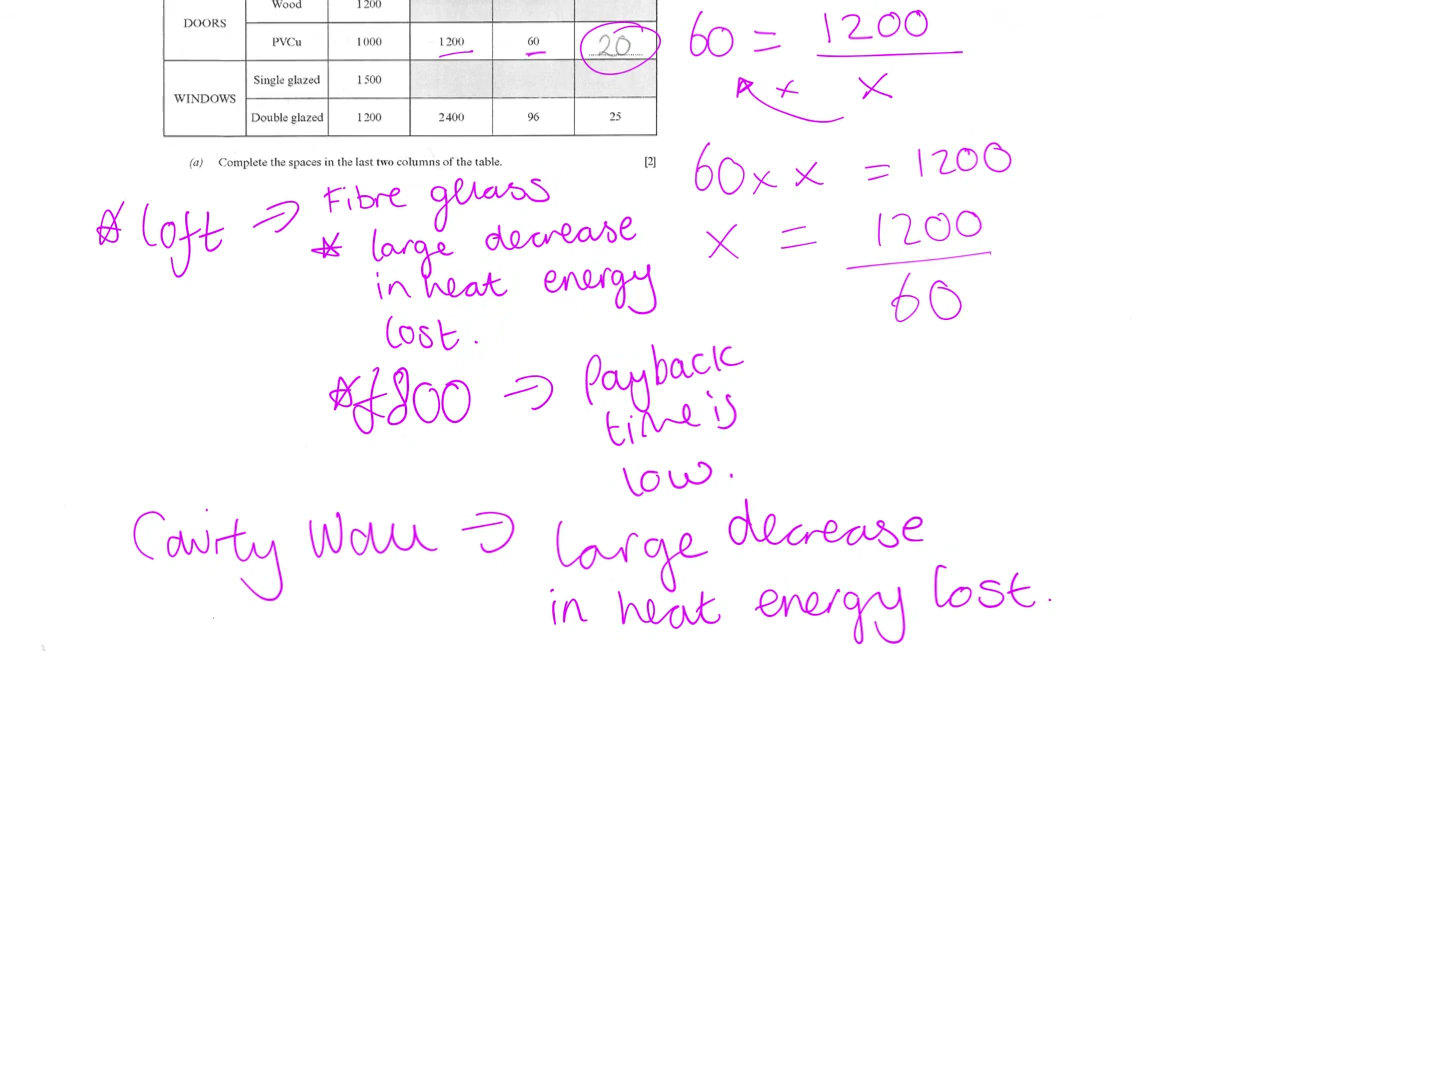 Wood 1200
DOORS
PVCu 1000 1200 60 20
Single glazed 1500
WINDOWS
Double glazed 1200 2400 96 25
(a) Complete the spaces in the last two columns of the table. [2]
60 = 1200
x x
60 x x = 1200
x = 1200
60
* loft ⇒ Fibre glass
* large decrease
in heat energy
lost.
* £800 ⇒ Payback
time is
low.
Cavity Wall ⇒ large decrease
in heat energy lost.